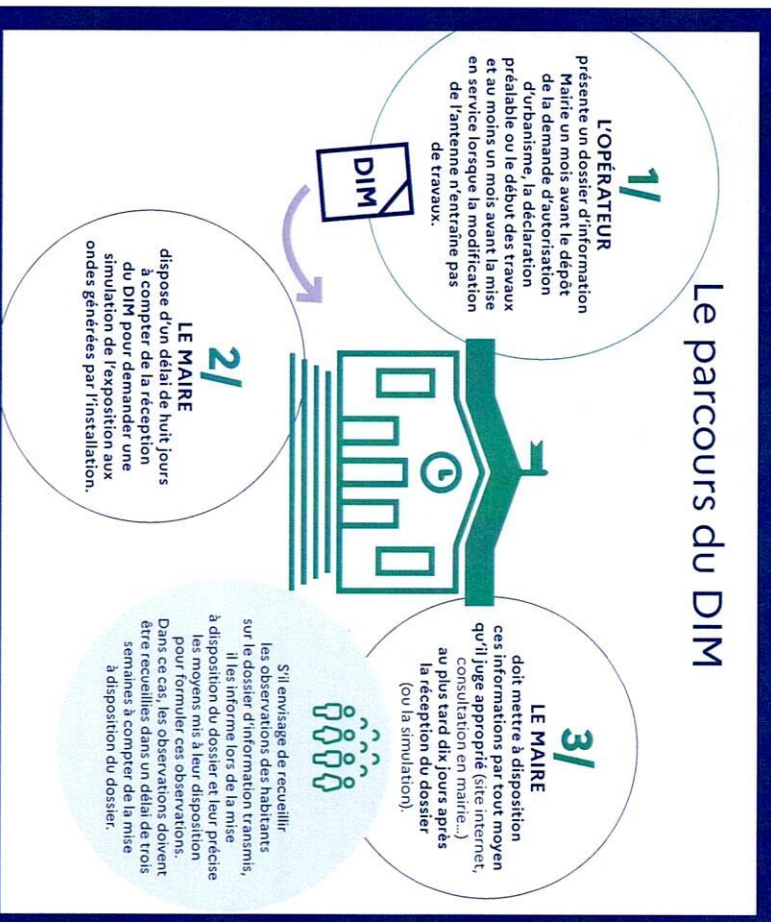 Le parcours du DIM
1/
L'OPÉRATEUR
présente un dossier d'information
Mairie un mois avant le dépôt
de la demande d'autorisation
d'urbanisme, la déclaration
préalable ou le début des travaux
et au moins un mois avant la mise
en service lorsque la modification
de l'antenne n'entraîne pas
de travaux.
DIM
2/
LE MAIRE
dispose d'un délai de huit jours
à compter de la réception
du DIM pour demander une
simulation de l'exposition aux
ondes générées par l'installation.
3/
LE MAIRE
doit mettre à disposition
ces informations par tout moyen
qu'il juge approprié (site internet,
consultation en mairie...)
au plus tard dix jours après
la réception du dossier
(ou la simulation).
S'il envisage de recueillir
les observations des habitants
sur le dossier d'information transmis,
il les informe lors de la mise
à disposition du dossier et leur précise
les moyens mis à leur disposition
pour formuler ces observations.
Dans ce cas, les observations doivent
être recueillies dans un délai de trois
semaines à compter de la mise
à disposition du dossier.